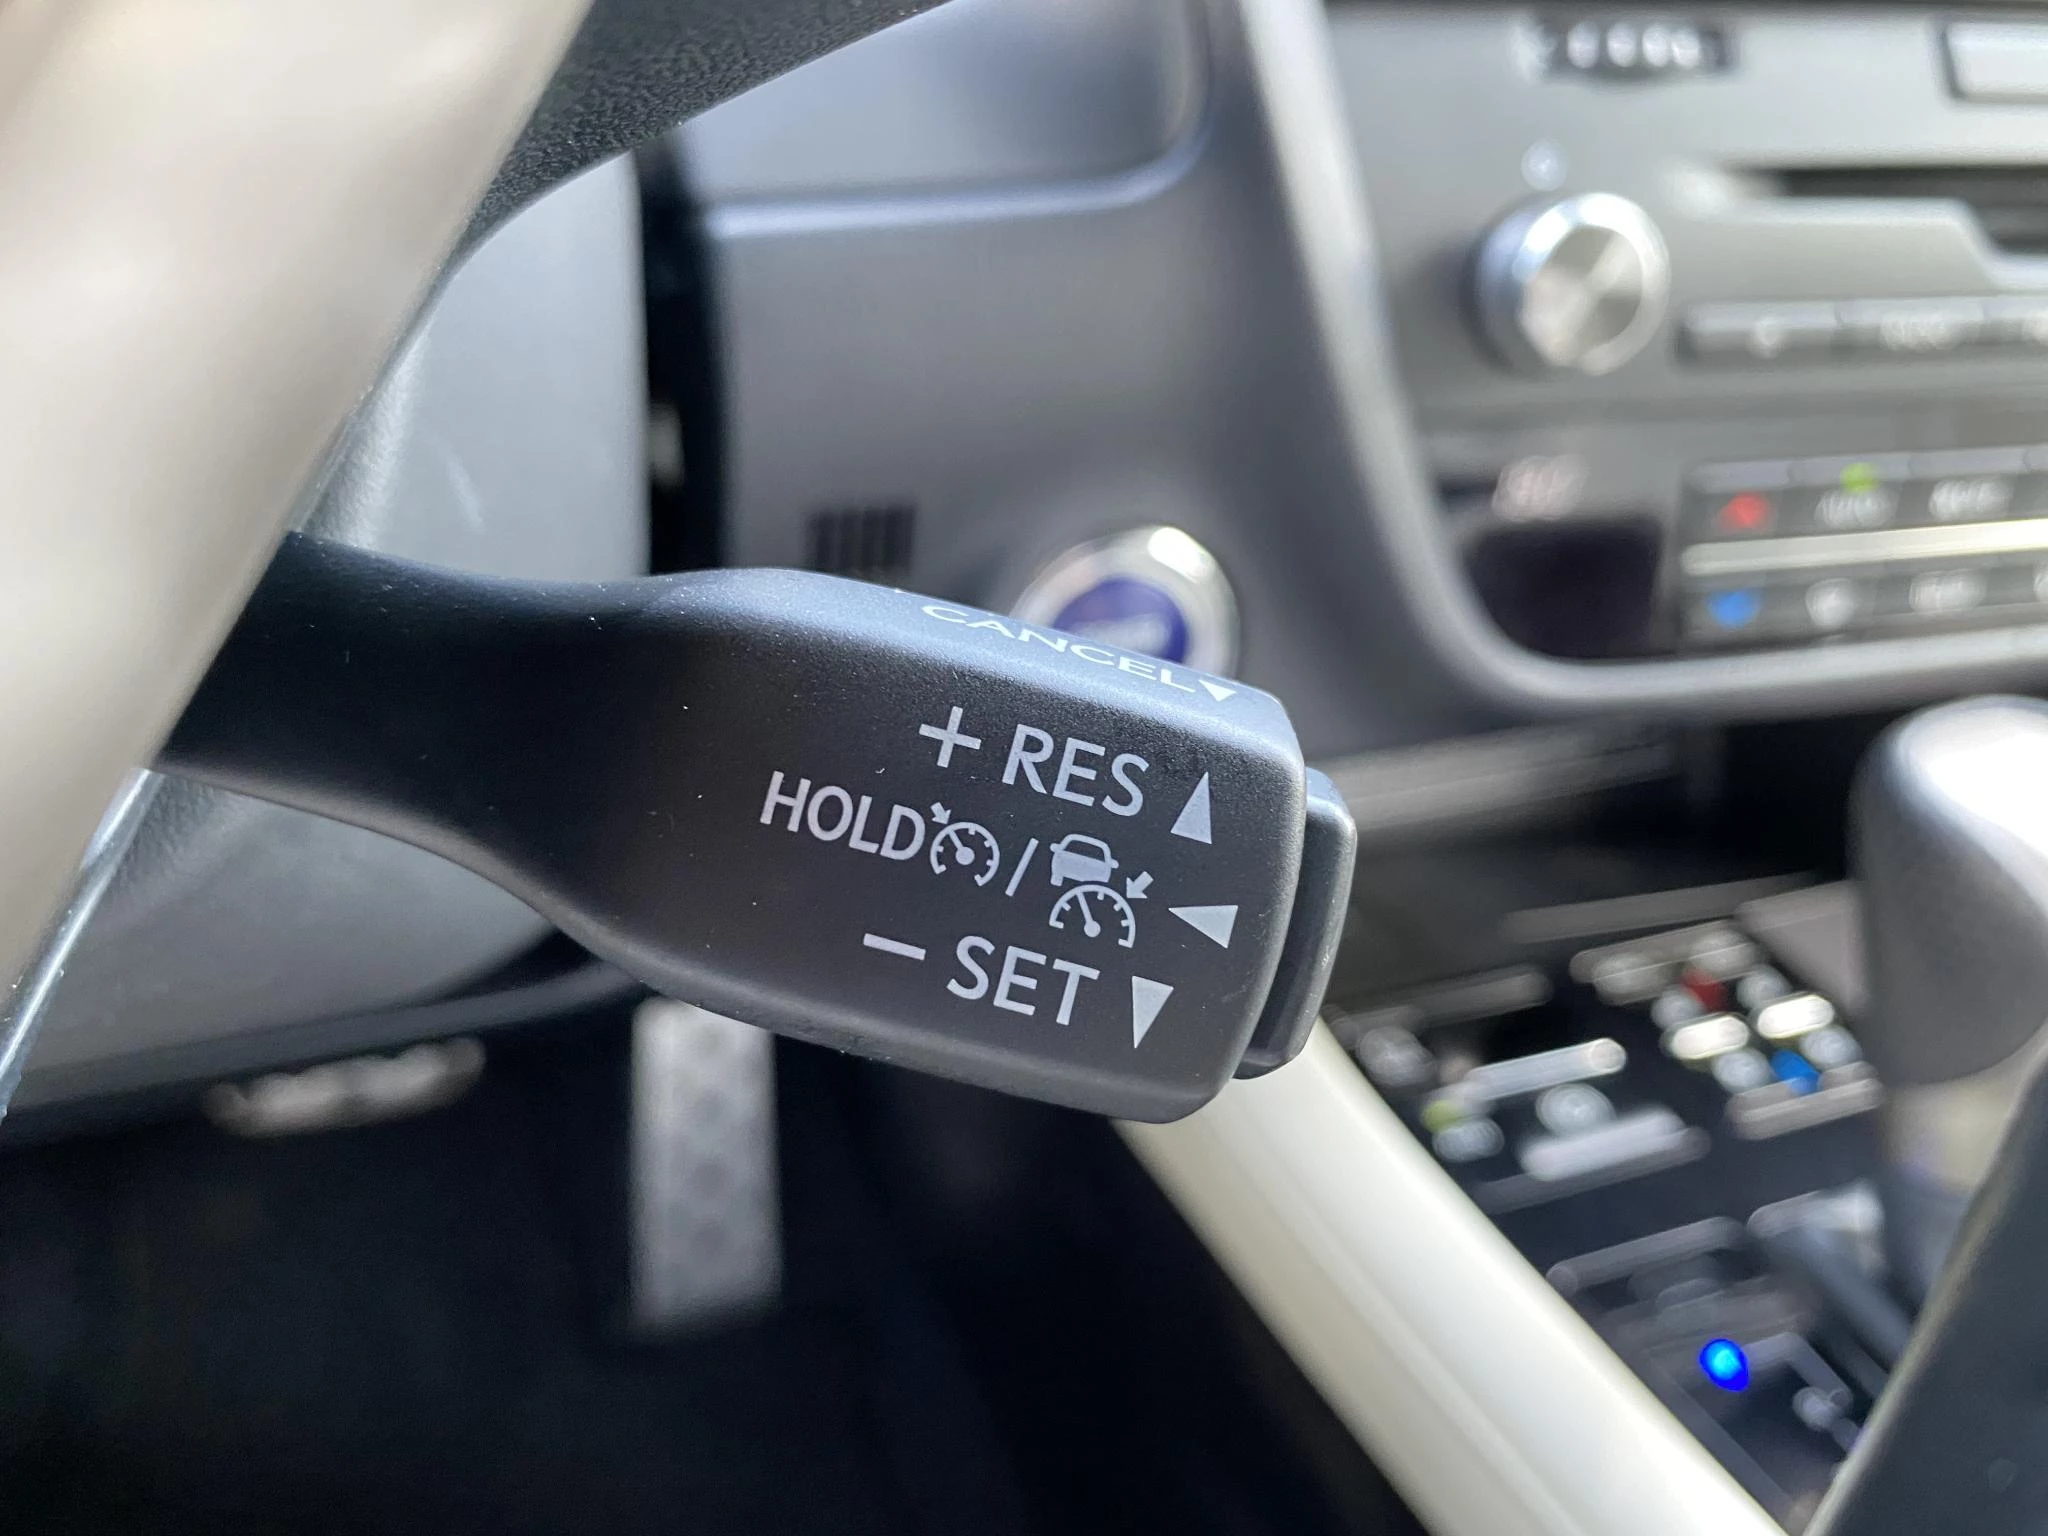 CANCEL▼
+ RES ▲
HOLD / ◀
− SET ▼